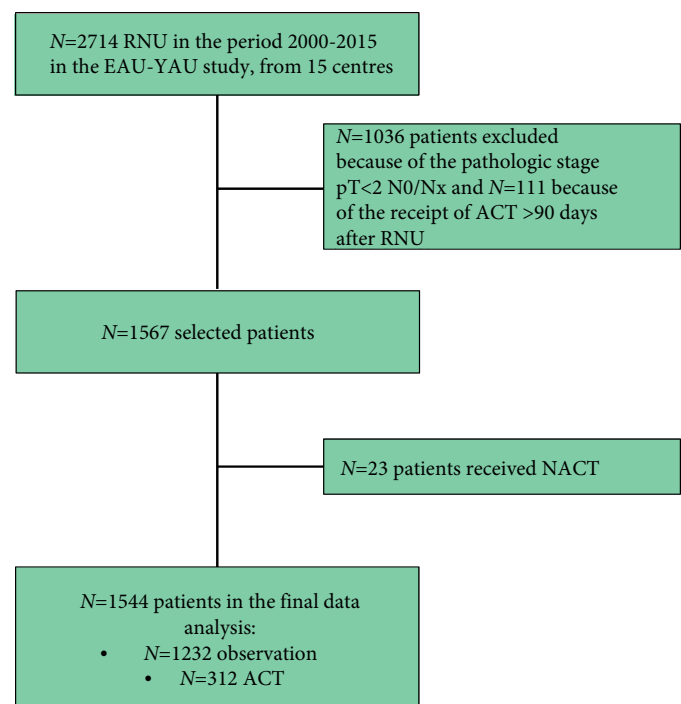 N=2714 RNU in the period 2000-2015
in the EAU-YAU study, from 15 centres
N=1036 patients excluded
because of the pathologic stage
pT<2 N0/Nx and N=111 because
of the receipt of ACT >90 days
after RNU
N=1567 selected patients
N=23 patients received NACT
N=1544 patients in the final data
analysis:
• N=1232 observation
• N=312 ACT